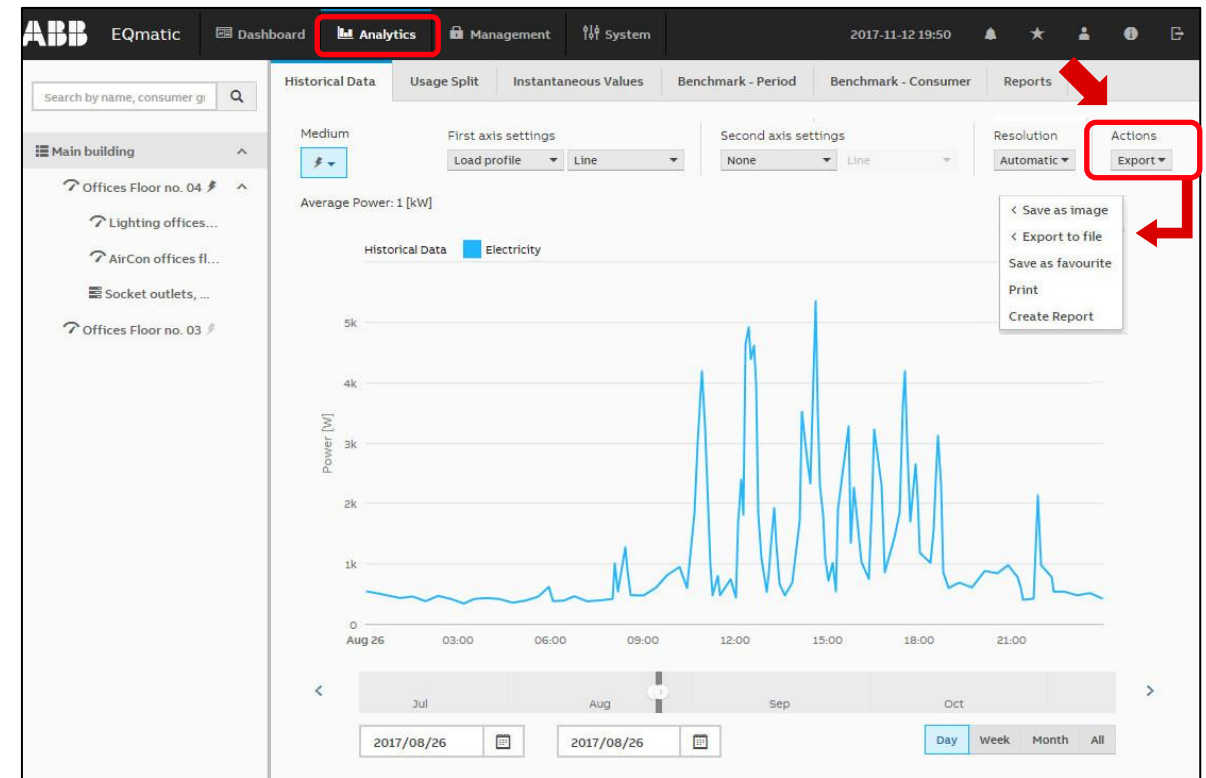 ABB EQmatic Dashboard Analytics Management System 2017-11-12 19:50
Historical Data Usage Split Instantaneous Values Benchmark - Period Benchmark - Consumer Reports
Search by name, consumer gr
Main building
Offices Floor no. 04
Lighting offices...
AirCon offices fl...
Socket outlets, ...
Offices Floor no. 03
Medium First axis settings Second axis settings Resolution Actions
Load profile Line None Line Automatic Export
Average Power: 1 [kW]
< Save as image
< Export to file
Save as favourite
Print
Create Report
Historical Data Electricity
Power [W]
5k
4k
3k
2k
1k
0
Aug 26 03:00 06:00 09:00 12:00 15:00 18:00 21:00
< Jul Aug Sep Oct >
2017/08/26 2017/08/26 Day Week Month All